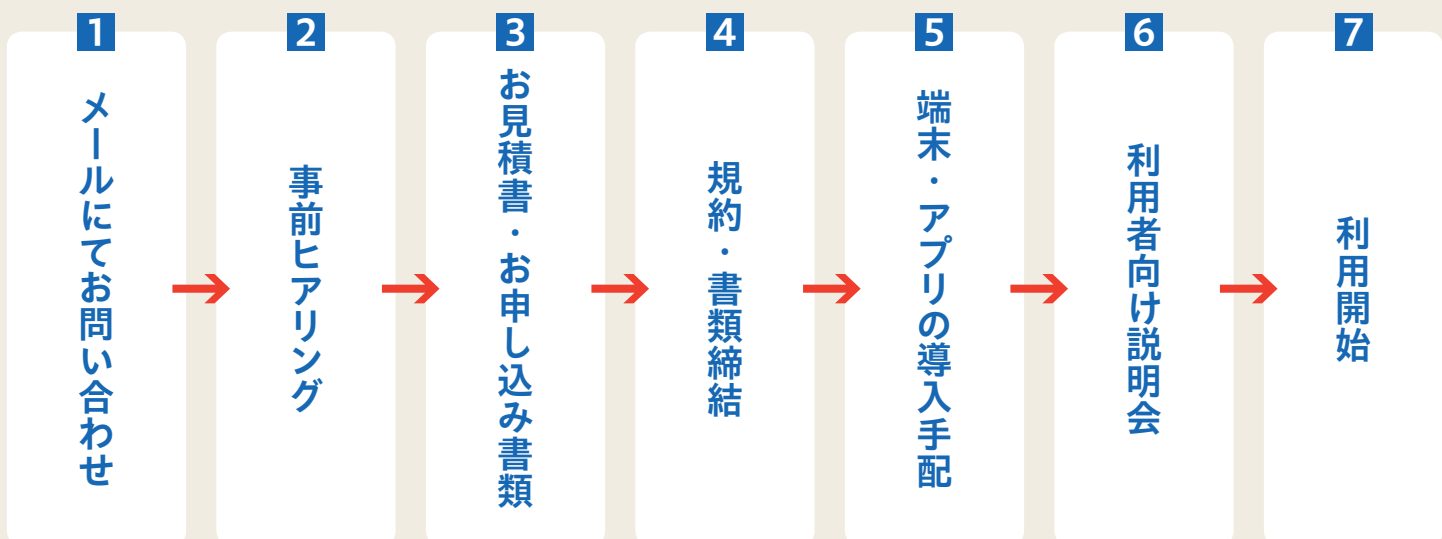 1
メールにてお問い合わせ
2
事前ヒアリング
3
お見積書・お申し込み書類
4
規約・書類締結
5
端末・アプリの導入手配
6
利用者向け説明会
7
利用開始